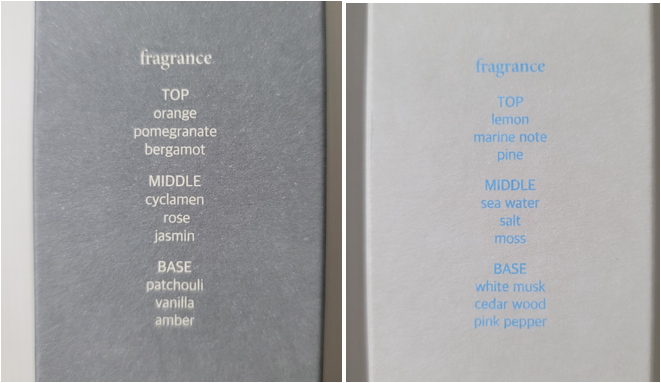 fragrance
TOP
orange
pomegranate
bergamot
MIDDLE
cyclamen
rose
jasmin
BASE
patchouli
vanilla
amber
fragrance
TOP
lemon
marine note
pine
MIDDLE
sea water
salt
moss
BASE
white musk
cedar wood
pink pepper